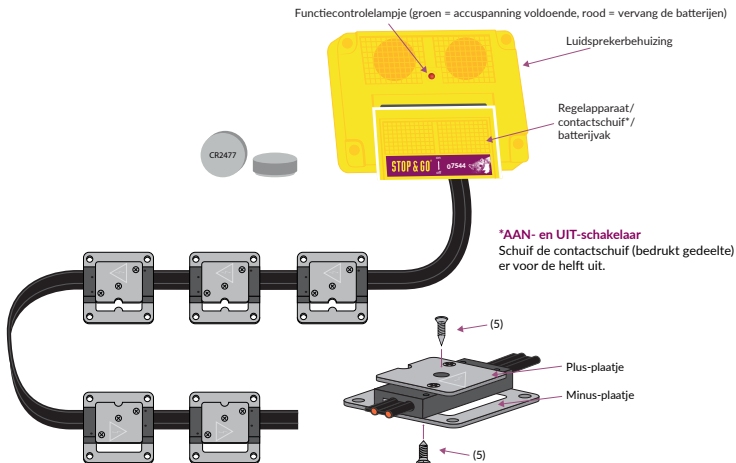 Functiecontrolelampje (groen = accuspanning voldoende, rood = vervang de batterijen)
Luidsprekerbehuizing
Regelapparaat/
contactschuif*/
batterijvak
CR2477
STOP & GO
07544
*AAN- en UIT-schakelaar
Schuif de contactschuif (bedrukt gedeelte)
er voor de helft uit.
(5)
Plus-plaatje
Minus-plaatje
(5)